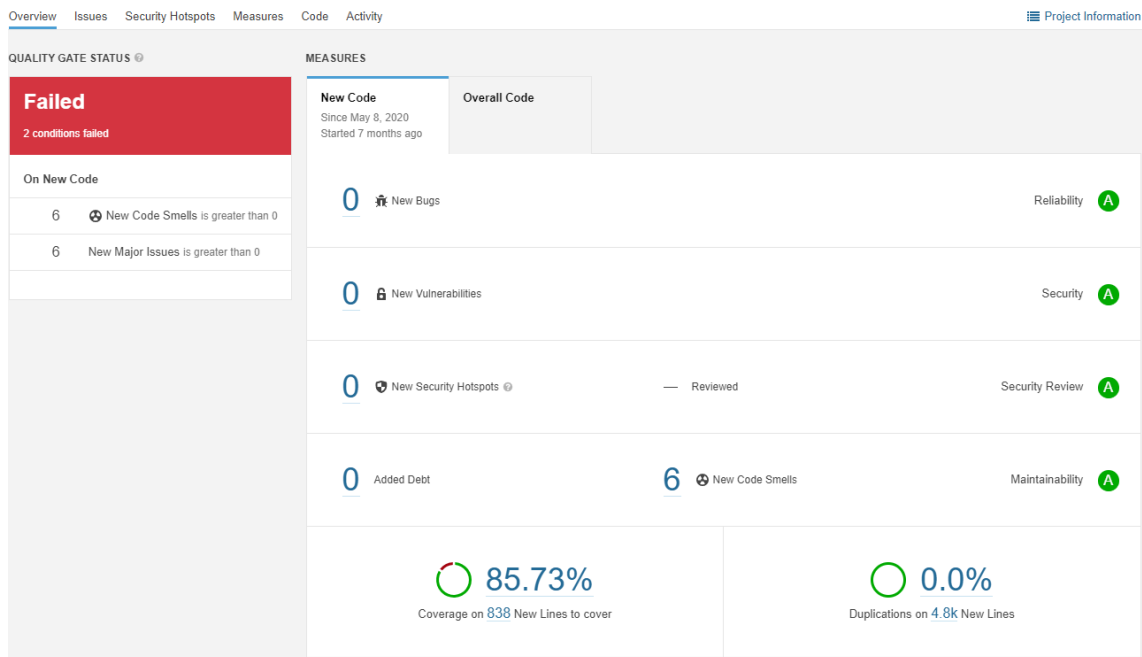 Overview Issues Security Hotspots Measures Code Activity Project Information
QUALITY GATE STATUS
Failed
2 conditions failed
On New Code
6 New Code Smells is greater than 0
6 New Major Issues is greater than 0
MEASURES
New Code
Since May 8, 2020
Started 7 months ago
Overall Code
0 New Bugs Reliability A
0 New Vulnerabilities Security A
0 New Security Hotspots — Reviewed Security Review A
0 Added Debt 6 New Code Smells Maintainability A
85.73%
Coverage on 838 New Lines to cover
0.0%
Duplications on 4.8k New Lines